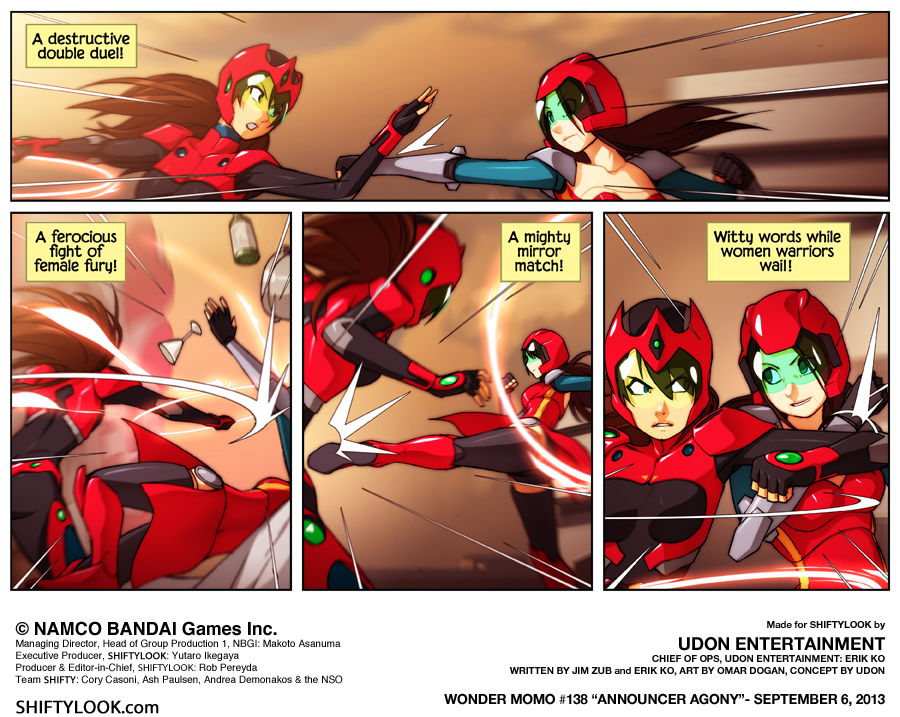 A destructive
double duel!
A ferocious
fight of
female fury!
A mighty
mirror
match!
Witty words while
women warriors
wail!
© NAMCO BANDAI Games Inc.
Managing Director, Head of Group Production 1, NBGI: Makoto Asanuma
Executive Producer, SHIFTYLOOK: Yutaro Ikegaya
Producer & Editor-in-Chief, SHIFTYLOOK: Rob Pereyda
Team SHIFTY: Cory Casoni, Ash Paulsen, Andrea Demonakos & the NSO
SHIFTYLOOK.com
Made for SHIFTYLOOK by
UDON ENTERTAINMENT
CHIEF OF OPS, UDON ENTERTAINMENT: ERIK KO
WRITTEN BY JIM ZUB and ERIK KO, ART BY OMAR DOGAN, CONCEPT BY UDON
WONDER MOMO #138 “ANNOUNCER AGONY”- SEPTEMBER 6, 2013